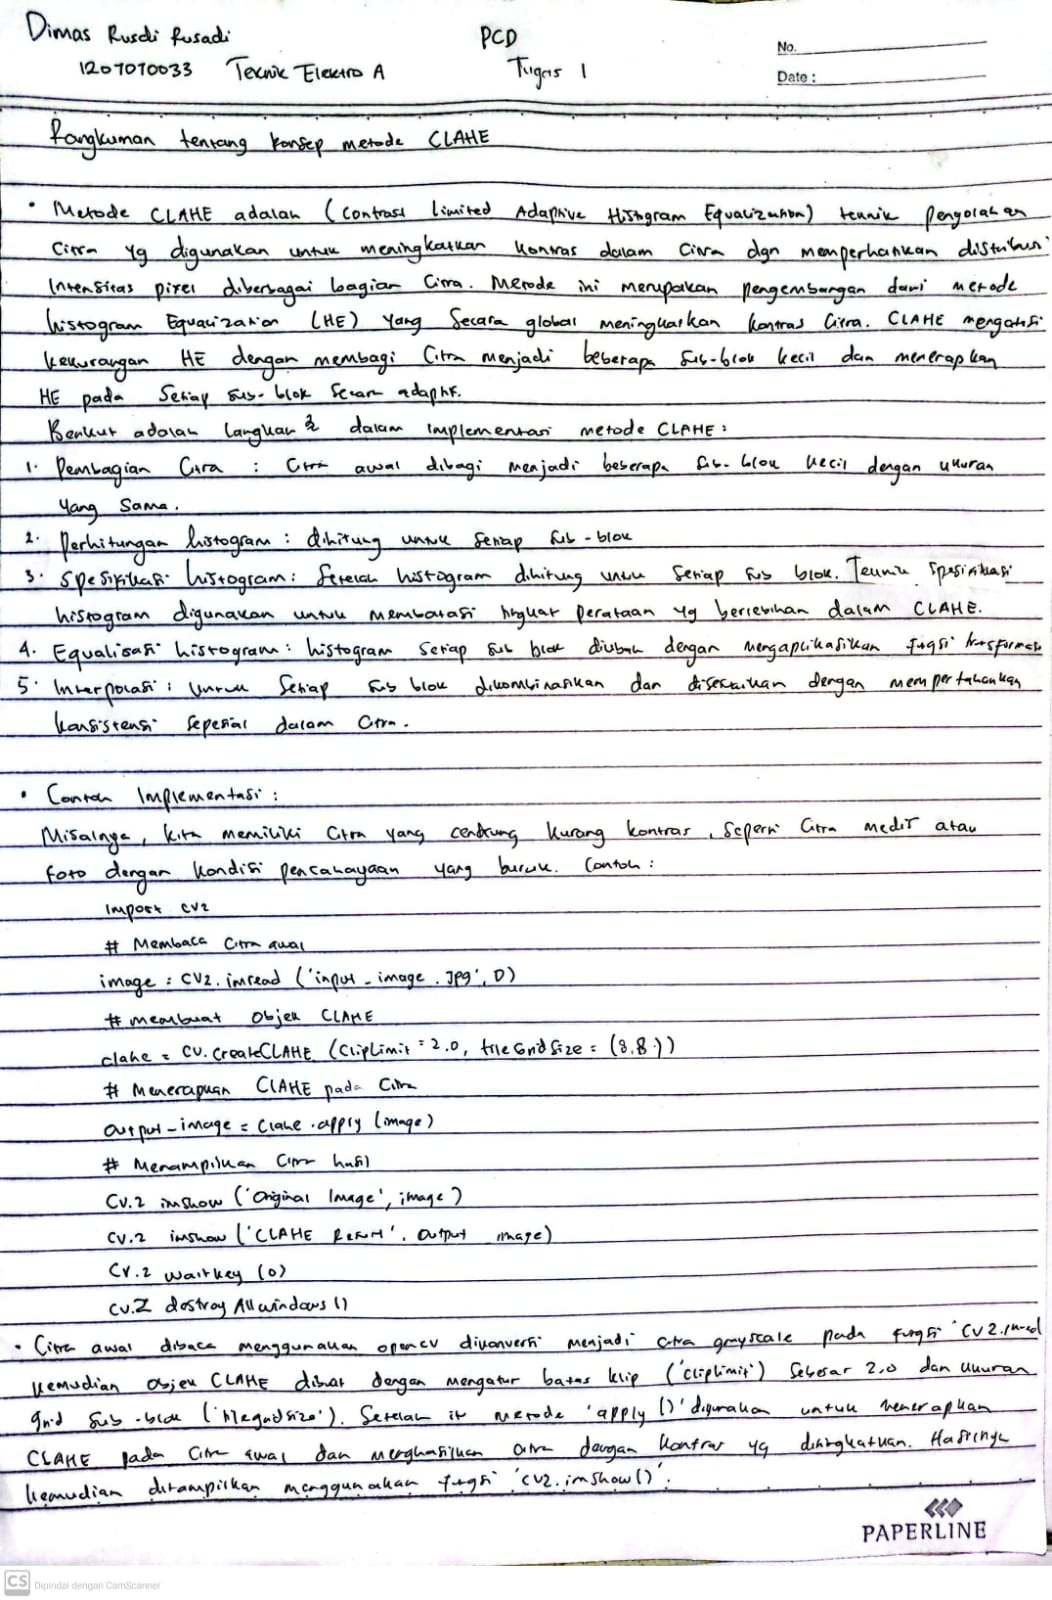 Dimas Rusdi Rusadi
PCD
No.
1207070033 Teknik Elektro A
Tugas 1
Date :
Rangkuman tentang konsep metode CLAHE
• Metode CLAHE adalah (Contrast Limited Adaptive Histogram Equalization) teknik pengolahan
Citra yg digunakan untuk meningkatkan kontras dalam Citra dgn memperhatikan distribusi
Intensitas pixel diberbagai bagian Citra. Metode ini merupakan pengembangan dari metode
histogram Equalization (HE) yang Secara global meningkatkan kontras Citra. CLAHE mengatasi
kekurangan HE dengan membagi Citra menjadi beberapa sub-blok kecil dan menerapkan
HE pada Setiap sub-blok secara adaptif.
Berikut adalah langkah² dalam implementasi metode CLAHE :
1. Pembagian Citra : Citra awal dibagi menjadi beberapa sub-blok kecil dengan ukuran
yang sama.
2. Perhitungan histogram : dihitung untuk setiap sub-blok
3. Spesifikasi histogram : Setelah histogram dihitung untuk setiap sub blok. Teknik Spesifikasi
histogram digunakan untuk membatasi tingkat perataan yg berlebihan dalam CLAHE.
4. Equalisasi histogram : histogram setiap sub blok diubah dengan mengaplikasikan fungsi transformasi
5. Interpolasi : untuk Setiap sub blok dikombinasikan dan disesuaikan dengan mempertahankan
konsistensi sepesial dalam Citra.
• Contoh Implementasi :
Misalnya, kita memiliki Citra yang cendrung kurang kontras, seperti Citra medis atau
foto dengan kondisi pencahayaan yang buruk. Contoh :
Import cv2
# Membaca Citra awal
image = CV2.imread ('input_image.jpg', 0)
# membuat Objek CLAHE
clahe = CV.createCLAHE (clipLimit = 2.0, tileGridSize = (8.8))
# Menerapkan CLAHE pada Citra
output_image = Clahe.apply (image)
# Menampilkan Citra hasil
CV.2 imshow ('Original Image', image)
CV.2 imshow ('CLAHE Result'. Output image)
CV.2 waitkey (0)
CV.2 destroy All windows ()
• Citra awal dibaca menggunakan opencv dikonversi menjadi citra grayscale pada fungsi 'CV2.imread
kemudian objek CLAHE dibuat dengan mengatur batas klip ('clipLimit') Sebesar 2.0 dan ukuran
grid sub-blok ('tilegridsize'). Setelah itu metode 'apply ()' digunakan untuk menerapkan
CLAHE pada Citra awal dan menghasilkan citra dengan kontras yg ditingkatkan. Hasilnya
kemudian ditampilkan menggunakan fungsi 'CV2.imshow()'.
PAPERLINE
CS Dipindai dengan CamScanner